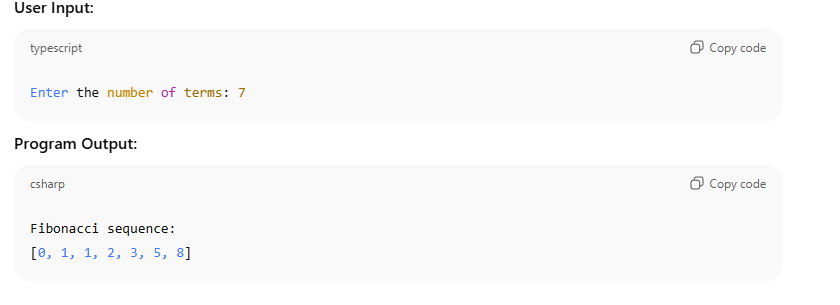 User Input:
typescript
Copy code
Enter the number of terms: 7
Program Output:
csharp
Copy code
Fibonacci sequence:
[0, 1, 1, 2, 3, 5, 8]